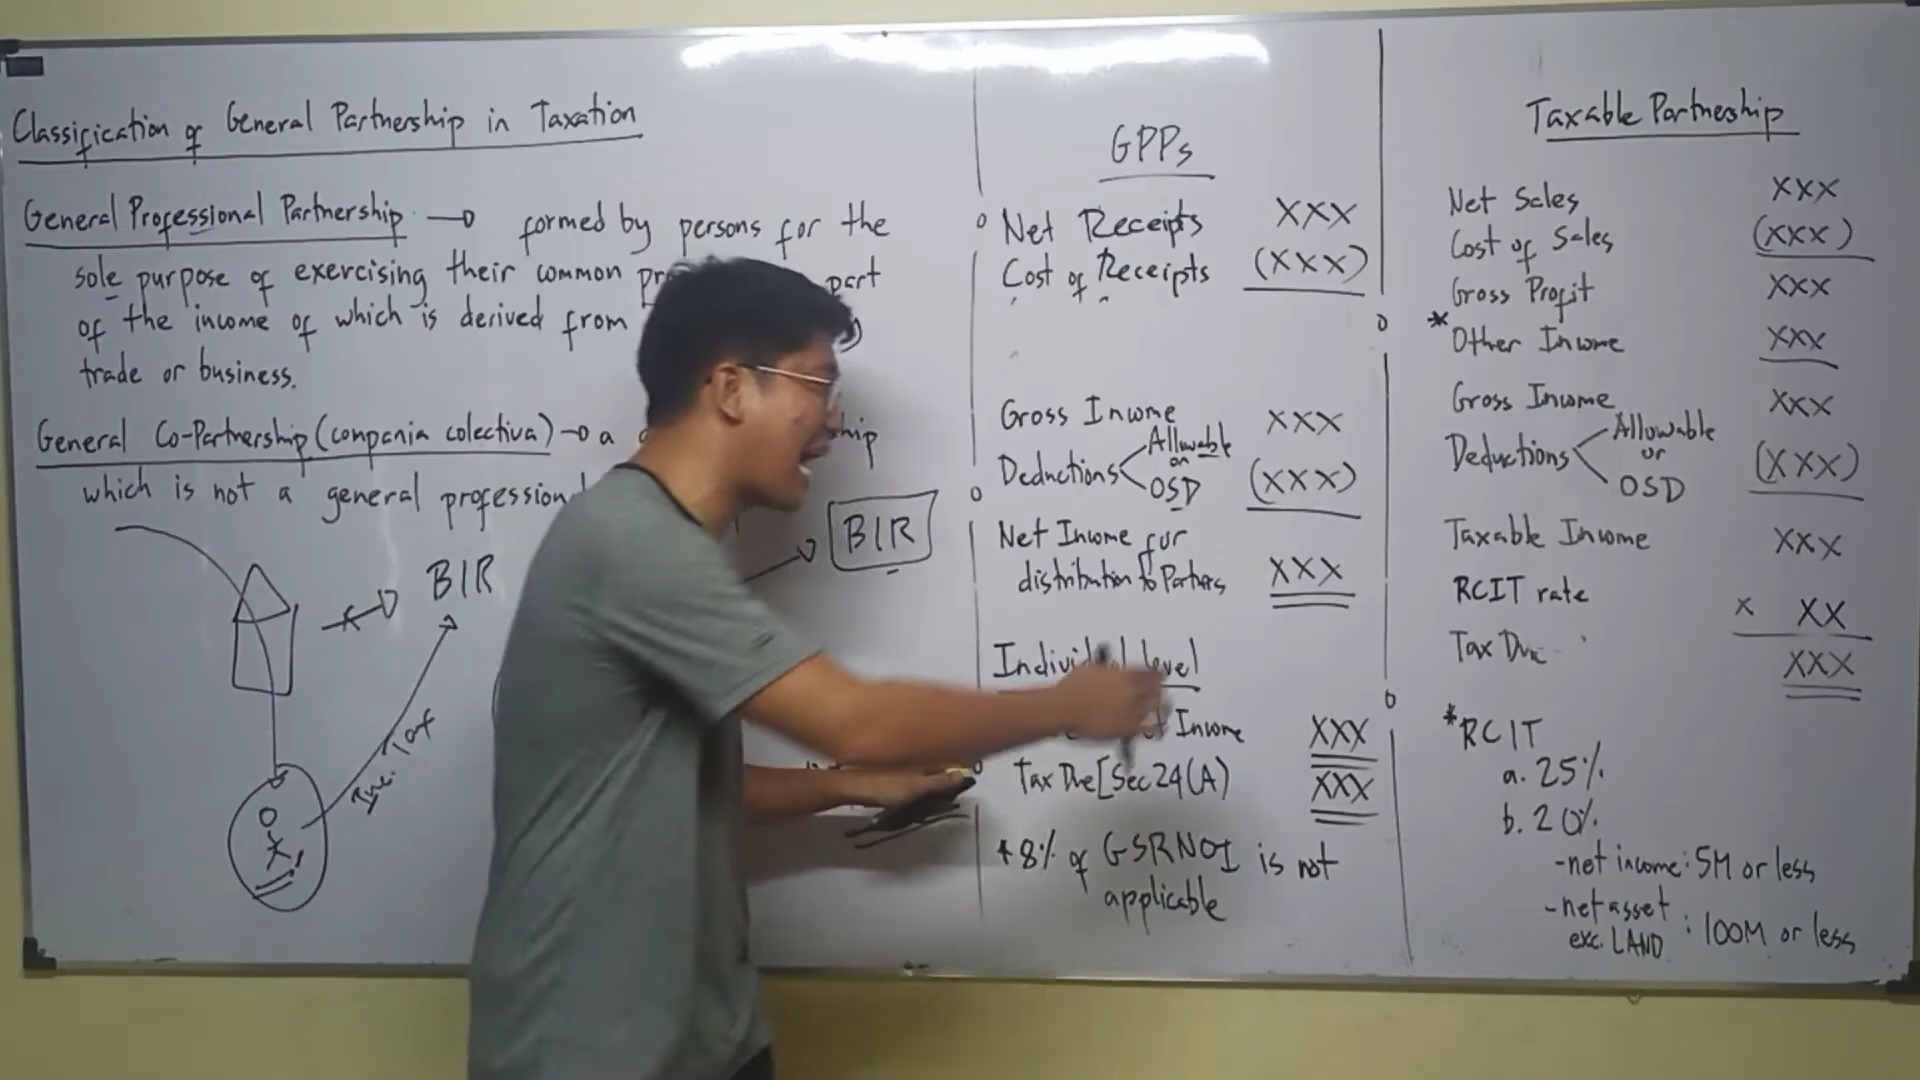 Classification of General Partnership in Taxation
General Professional Partnership → formed by persons for the
sole purpose of exercising their common part
of the income of which is derived from
trade or business.
General Co-Partnership (compania colectiva) → a
which is not a general profession
BIR
BIR
Inc. Tax
GPPs
Net Receipts XXX
Cost of Receipts (XXX)
Gross Income XXX
Deductions < Allowable or OSD (XXX)
Net Income for
distribution to Partners XXX
Individual level
Income XXX
Tax Due [Sec 24(A) XXX
* 8% of GSRNOI is not
applicable
Taxable Partnership
Net Sales XXX
Cost of Sales (XXX)
Gross Profit XXX
* Other Income XXX
Gross Income XXX
Deductions < Allowable or OSD (XXX)
Taxable Income XXX
RCIT rate x XX
Tax Due XXX
*RCIT
a. 25%
b. 20%
- net income: 5M or less
- net asset
exc. LAND : 100M or less